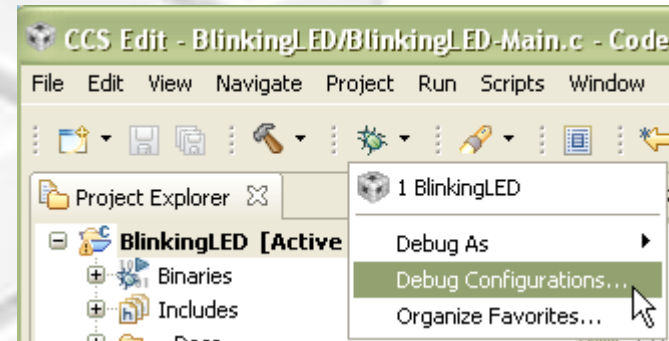 CCS Edit - BlinkingLED/BlinkingLED-Main.c - Code
File Edit View Navigate Project Run Scripts Window
Project Explorer
1 BlinkingLED
BlinkingLED [Active
Debug As
Binaries
Debug Configurations...
Includes
Organize Favorites...